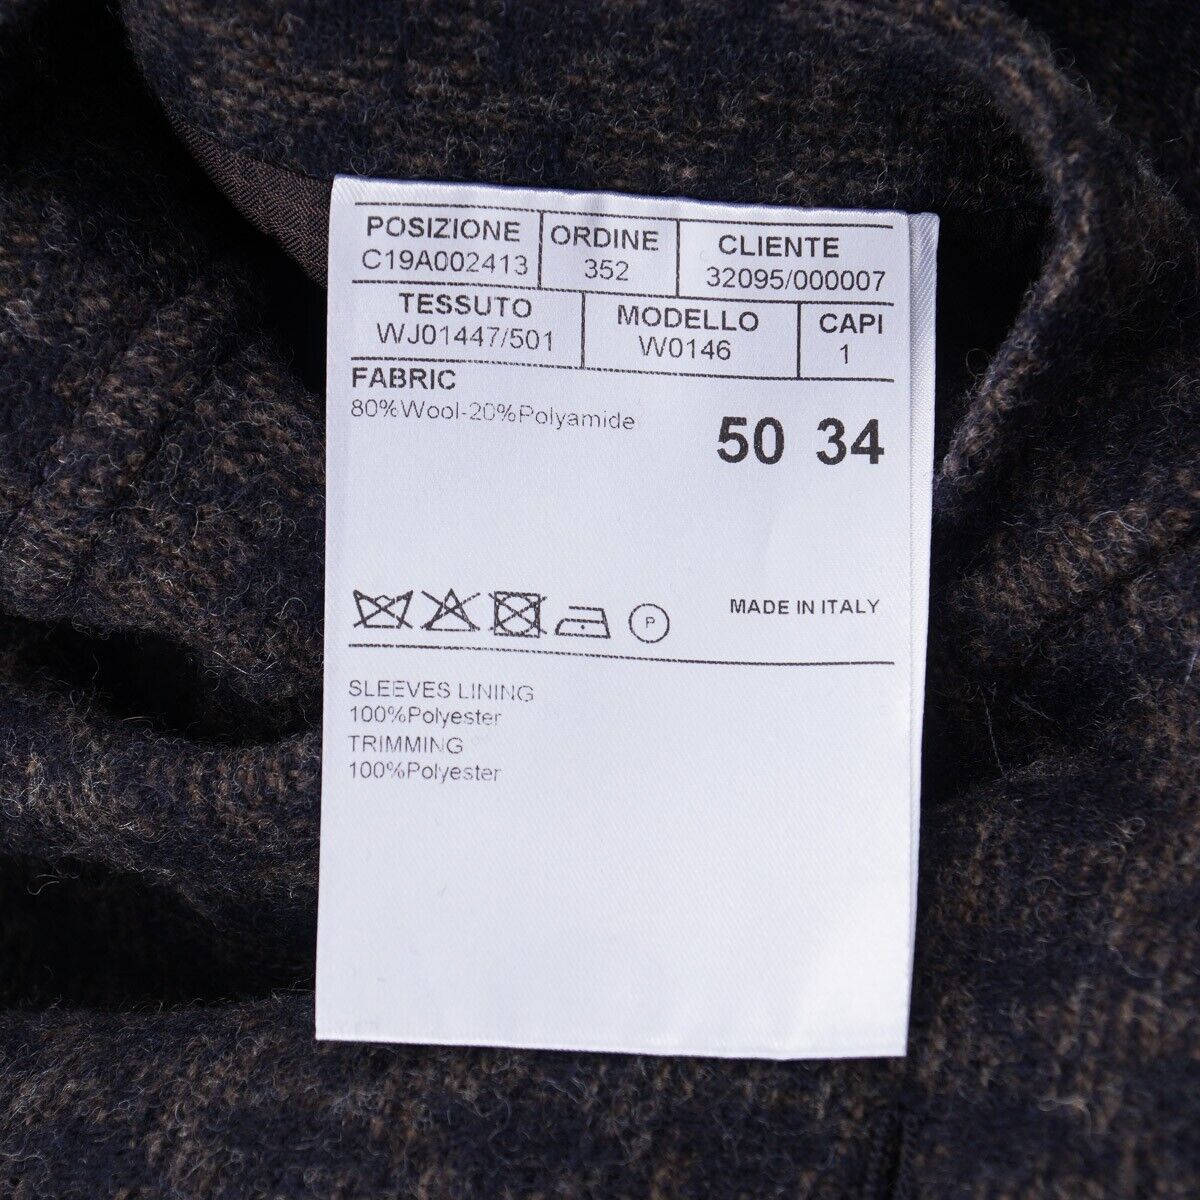 POSIZIONE ORDINE CLIENTE
C19A002413 352 32095/000007
TESSUTO MODELLO CAPI
WJ01447/501 W0146 1
FABRIC
80%Wool-20%Polyamide
50 34
P
MADE IN ITALY
SLEEVES LINING
100%Polyester
TRIMMING
100%Polyester